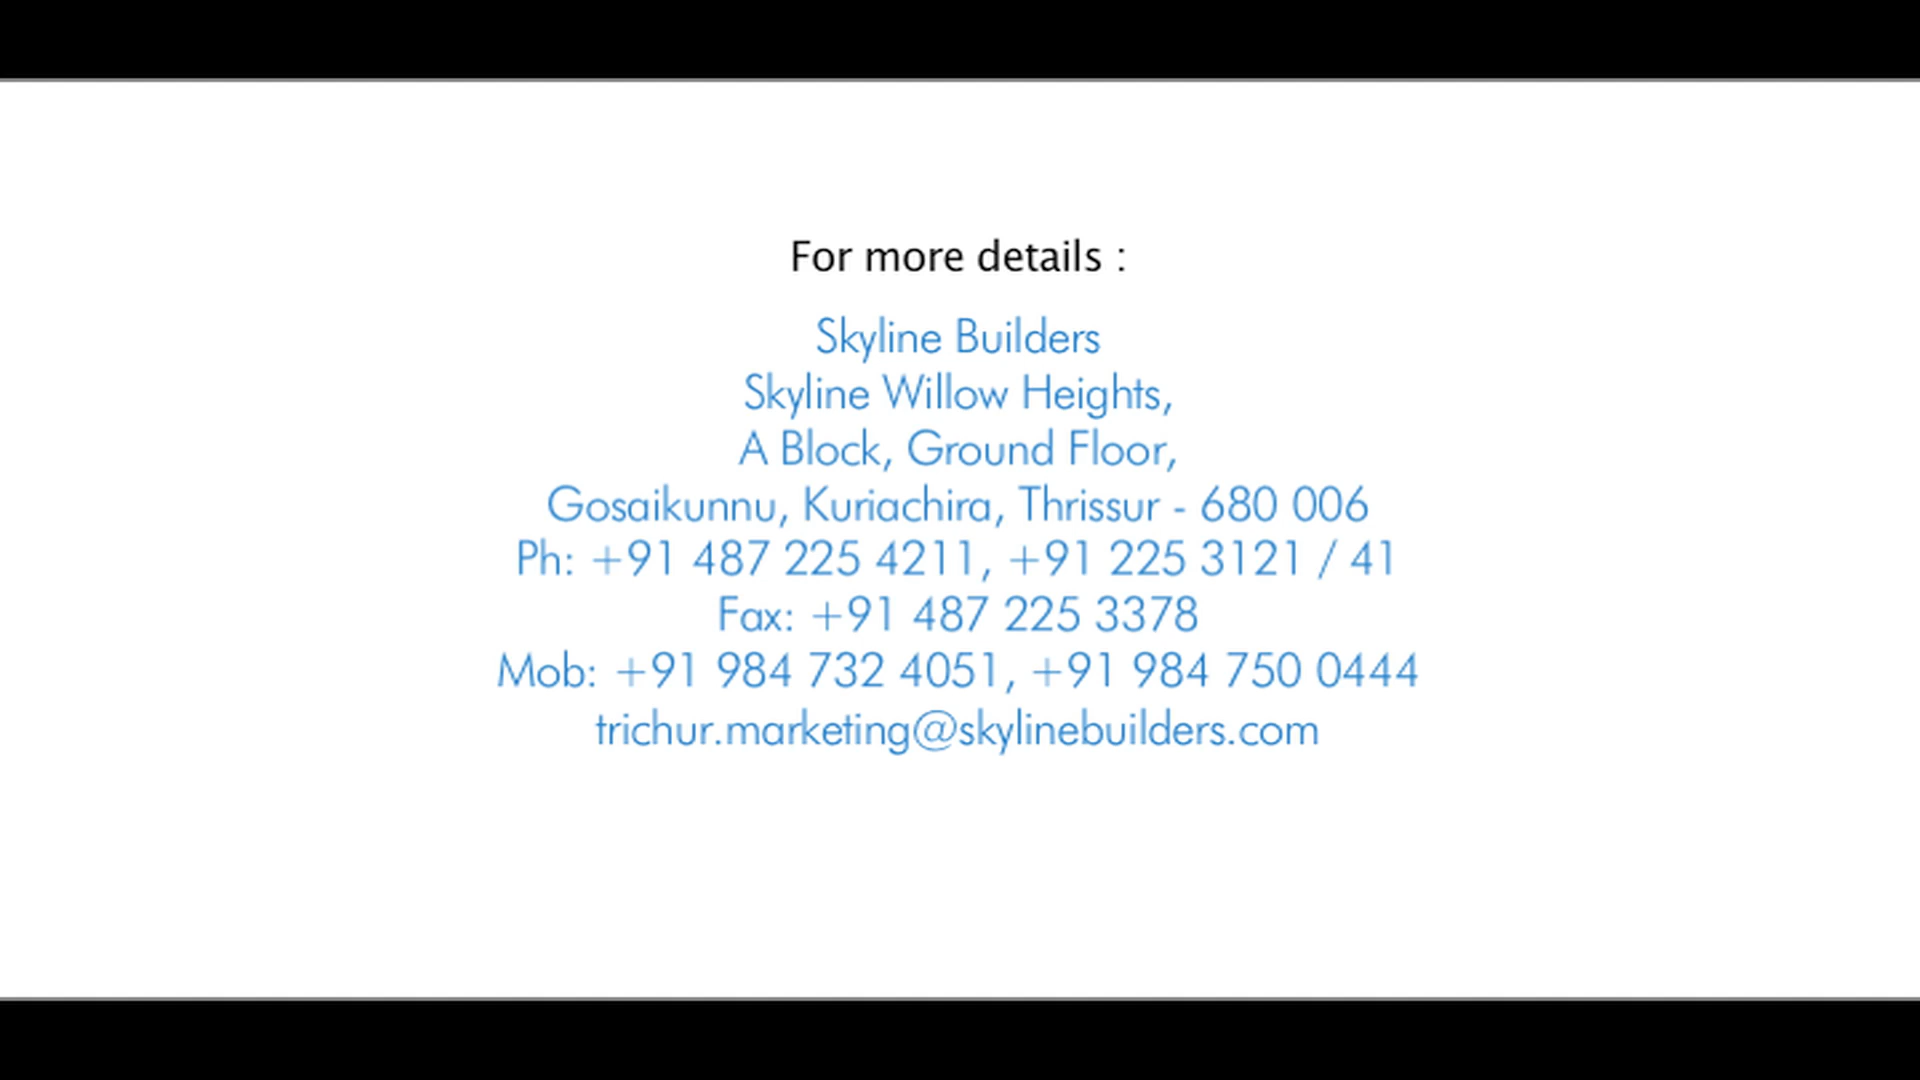 For more details :
Skyline Builders
Skyline Willow Heights,
A Block, Ground Floor,
Gosaikunnu, Kuriachira, Thrissur - 680 006
Ph: +91 487 225 4211, +91 225 3121 / 41
Fax: +91 487 225 3378
Mob: +91 984 732 4051, +91 984 750 0444
trichur.marketing@skylinebuilders.com